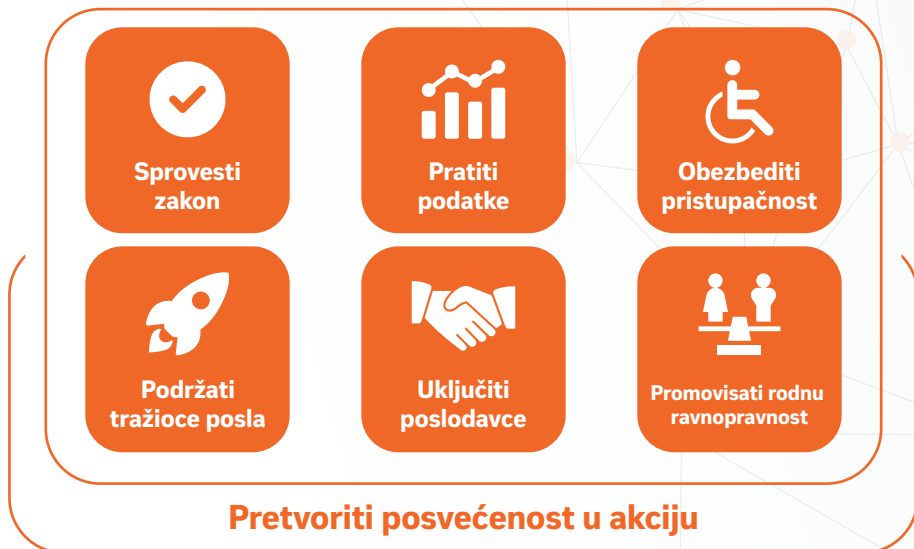 Sprovesti
zakon
Pratiti
podatke
Obezbediti
pristupačnost
Podržati
tražioce posla
Uključiti
poslodavce
Promovisati rodnu
ravnopravnost
Pretvoriti posvećenost u akciju